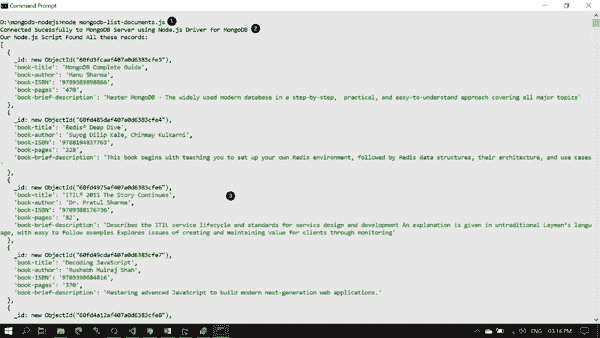 Command Prompt
D:\mongodb-nodejs>node mongodb-list-documents.js 1
Connected Sucessfully to MongoDB Server using Node.js Driver for MongoDB 2
Our Node.js Script Found All these records:
[
{
_id: new ObjectId("60fd3fcaaf407a0d6383cfe3"),
'book-title': 'MongoDB Complete Guide',
'book-author': 'Manu Sharma',
'book-ISBN': '9789389898866',
'book-pages': '470',
'book-brief-description': 'Master MongoDB - The widely used modern database in a step-by-step, practical, and easy-to-understand approach covering all major topics'
},
{
_id: new ObjectId("60fd485daf407a0d6383cfe4"),
'book-title': 'Redis® Deep Dive',
'book-author': 'Suyog Dilip Kale, Chinmay Kulkarni',
'book-ISBN': '9788194837763',
'book-pages': '228',
'book-brief-description': 'This book begins with teaching you to set up your own Redis environment, followed by Redis data structures, their architecture, and use cases
.'
},
{
_id: new ObjectId("60fd4975af407a0d6383cfe6"),
'book-title': 'ITIL® 2011 The Story Continues',
'book-author': 'Dr. Pratul Sharma',
'book-ISBN': '9789388176736',
'book-pages': '82', 3
'book-brief-description': 'Describes the ITIL service lifecycle and standards for service design and development An explanation is given in untraditional Laymen's langu
age, with easy to follow examples Explores issues of creating and maintaining value for clients through monitoring'
},
{
_id: new ObjectId("60fd49cdaf407a0d6383cfe7"),
'book-title': 'Decoding JavaScript',
'book-author': 'Rushabh Mulraj Shah',
'book-ISBN': '9789390684816',
'book-pages': '370',
'book-brief-description': 'Mastering advanced JavaScript to build modern next-generation web applications.'
},
{
_id: new ObjectId("60fd4a12af407a0d6383cfe8"),
ENG 03:16 PM